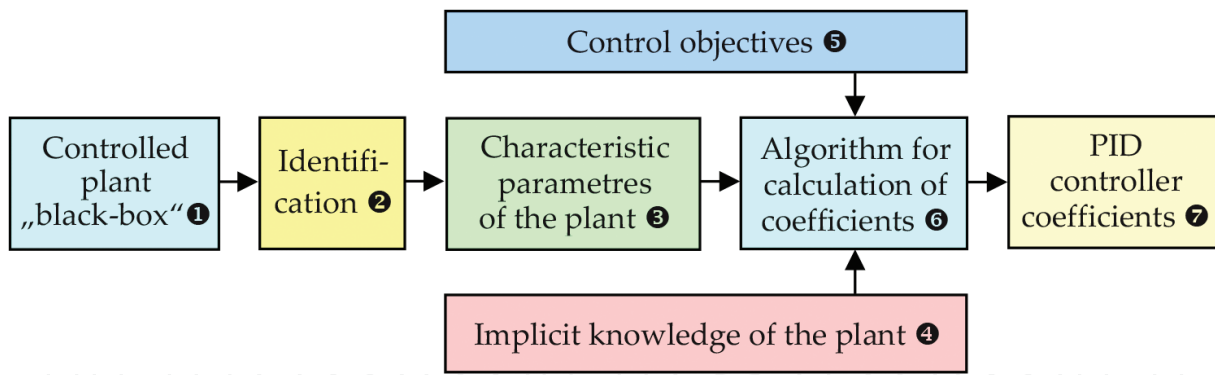 Control objectives ❺
Controlled
plant
„black-box“ ❶
Identifi-
cation ❷
Characteristic
parametres
of the plant ❸
Algorithm for
calculation of
coefficients ❻
PID
controller
coefficients ❼
Implicit knowledge of the plant ❹